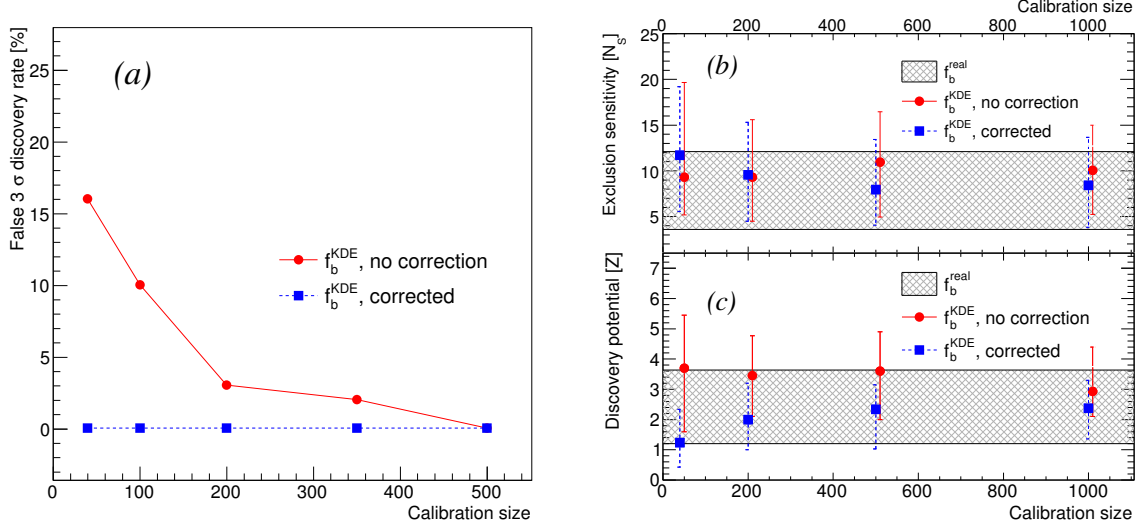 (a)
False 3 σ discovery rate [%]
25
20
15
10
5
0
f_b^KDE, no correction
f_b^KDE, corrected
0 100 200 300 400 500
Calibration size
Calibration size
0 200 400 600 800 1000
(b)
Exclusion sensitivity [N_s]
25
20
15
10
5
f_b^real
f_b^KDE, no correction
f_b^KDE, corrected
(c)
Discovery potential [Z]
7
6
5
4
3
2
1
0
f_b^real
f_b^KDE, no correction
f_b^KDE, corrected
0 200 400 600 800 1000
Calibration size